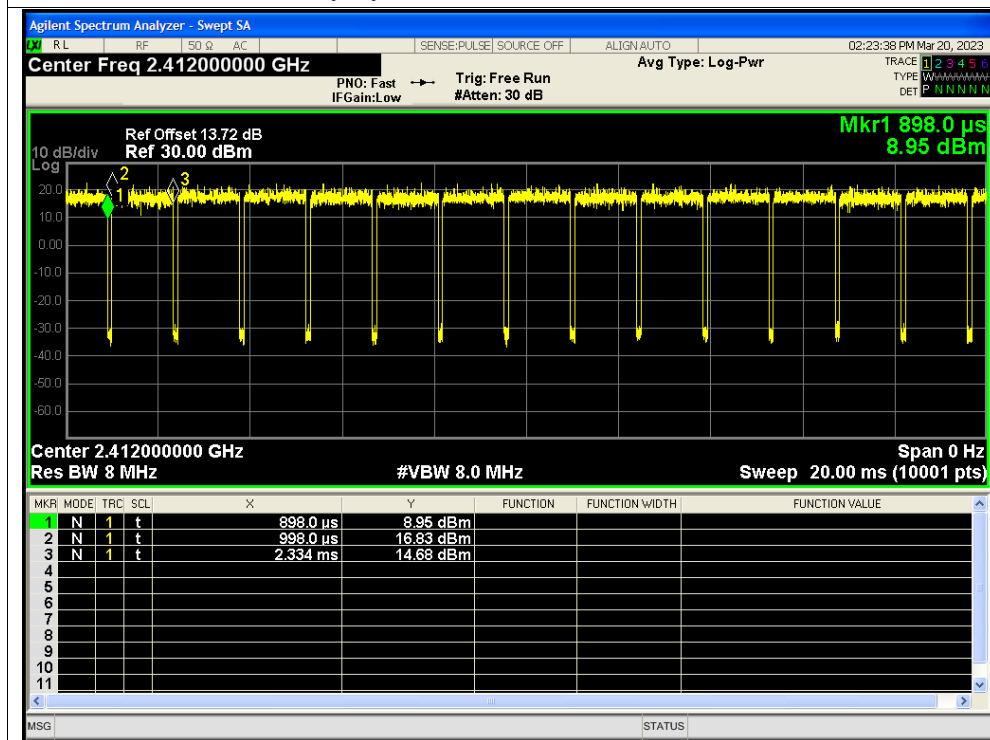 Agilent Spectrum Analyzer - Swept SA
LXI RL RF 50 Ω AC SENSE:PULSE SOURCE OFF ALIGN AUTO 02:23:38 PM Mar 20, 2023
Center Freq 2.412000000 GHz Avg Type: Log-Pwr TRACE 1 2 3 4 5 6
PNO: Fast Trig: Free Run TYPE WWWWWW
IFGain:Low #Atten: 30 dB DET P N N N N N
Mkr1 898.0 µs
8.95 dBm
Ref Offset 13.72 dB
10 dB/div Ref 30.00 dBm
Log
2
3
1
20.0
10.0
0.00
-10.0
-20.0
-30.0
-40.0
-50.0
-60.0
Center 2.412000000 GHz Span 0 Hz
Res BW 8 MHz #VBW 8.0 MHz Sweep 20.00 ms (10001 pts)
MKR MODE TRC SCL X Y FUNCTION FUNCTION WIDTH FUNCTION VALUE
1 N 1 t 898.0 µs 8.95 dBm
2 N 1 t 998.0 µs 16.83 dBm
3 N 1 t 2.334 ms 14.68 dBm
4
5
6
7
8
9
10
11
MSG STATUS